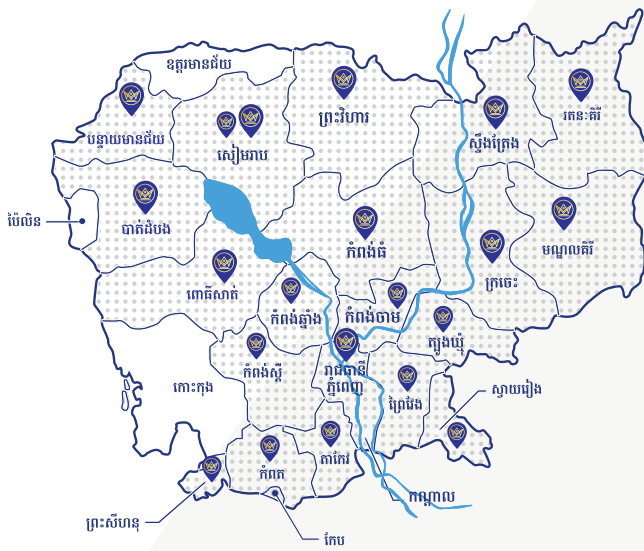 ឧត្តរមានជ័យ
ព្រះវិហារ
រតនៈគិរី
បន្ទាយមានជ័យ
ស្ទឹងត្រែង
សៀមរាប
ប៉ៃលិន
បាត់ដំបង
កំពង់ធំ
មណ្ឌលគិរី
ក្រចេះ
ពោធិ៍សាត់
កំពង់ឆ្នាំង
កំពង់ចាម
ត្បូងឃ្មុំ
កំពង់ស្ពឺ
រាជធានី
ភ្នំពេញ
កោះកុង
ព្រៃវែង
ស្វាយរៀង
តាកែវ
កំពត
កណ្តាល
ព្រះសីហនុ
កែប